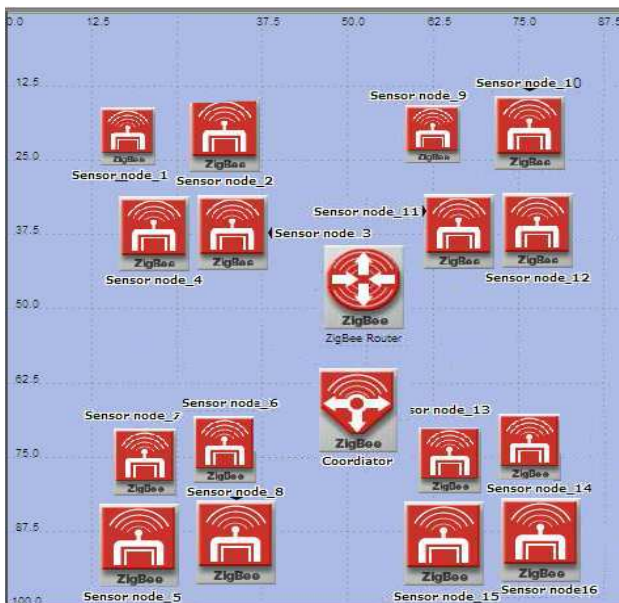 0.0 12.5 37.5 50.0 62.5 75.0 87.5
12.5
25.0
37.5
50.0
62.5
75.0
87.5
100.0
Sensor node_9
Sensor node_10
ZigBee
ZigBee
ZigBee
ZigBee
Sensor node_1
Sensor node_2
Sensor node_11
Sensor node_3
ZigBee
ZigBee
ZigBee
ZigBee
Sensor node_4
Sensor node_12
ZigBee
ZigBee Router
ZigBee
Coordiator
Sensor node_6
Sensor node_7
sor node_13
ZigBee
ZigBee
ZigBee
ZigBee
Sensor node_8
Sensor node_14
ZigBee
ZigBee
ZigBee
ZigBee
Sensor node_5
Sensor node_15
Sensor node16